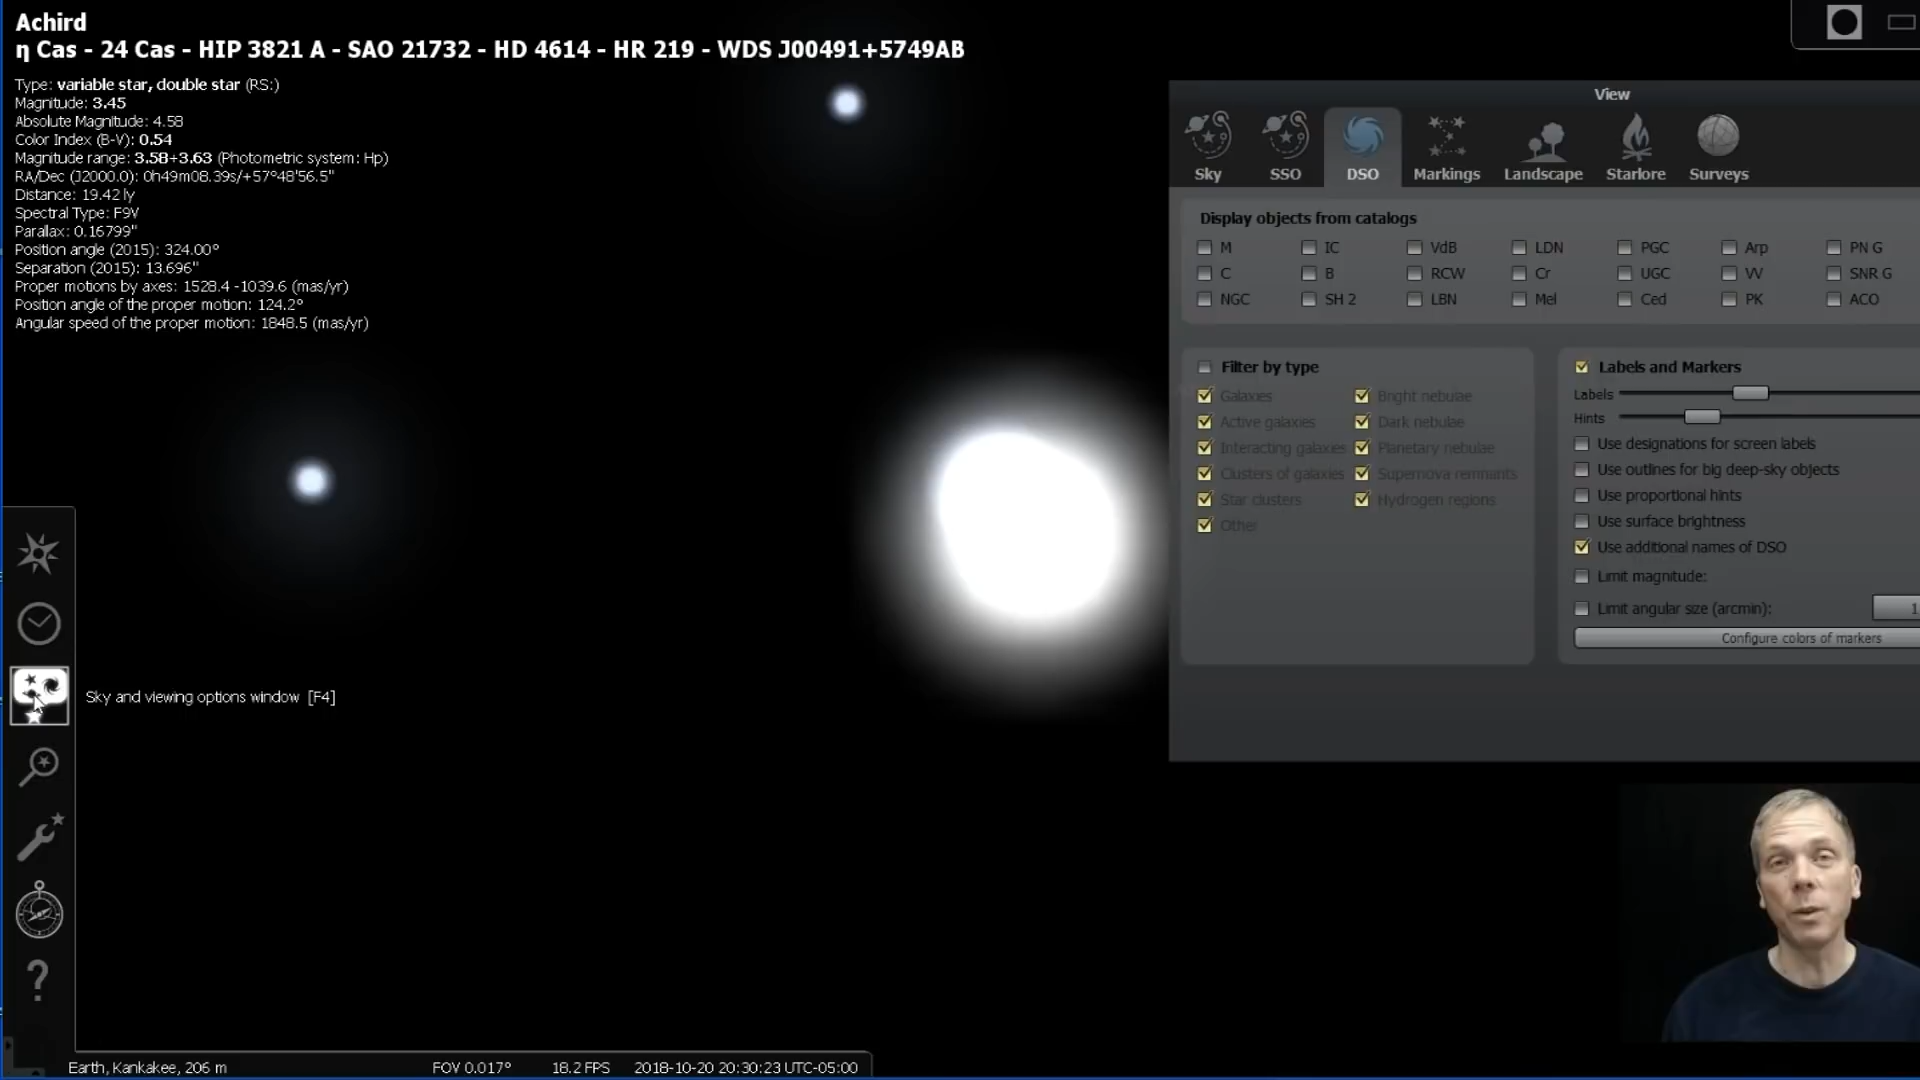 Achird
η Cas - 24 Cas - HIP 3821 A - SAO 21732 - HD 4614 - HR 219 - WDS J00491+5749AB
Type: variable star, double star (RS:)
Magnitude: 3.45
Absolute Magnitude: 4.58
Color Index (B-V): 0.54
Magnitude range: 3.58÷3.63 (Photometric system: Hp)
RA/Dec (J2000.0): 0h49m08.39s/+57°48'56.5"
Distance: 19.42 ly
Spectral Type: F9V
Parallax: 0.16799"
Position angle (2015): 324.00°
Separation (2015): 13.696"
Proper motions by axes: 1528.4 -1039.6 (mas/yr)
Position angle of the proper motion: 124.2°
Angular speed of the proper motion: 1848.5 (mas/yr)
View
Sky SSO DSO Markings Landscape Starlore Surveys
Display objects from catalogs
M IC VdB LDN PGC Arp PN G
C B RCW Cr UGC VV SNR G
NGC SH 2 LBN Mel Ced PK ACO
Filter by type
Galaxies Bright nebulae
Active galaxies Dark nebulae
Interacting galaxies Planetary nebulae
Clusters of galaxies Supernova remnants
Star clusters Hydrogen regions
Other
Labels and Markers
Labels
Hints
Use designations for screen labels
Use outlines for big deep-sky objects
Use proportional hints
Use surface brightness
Use additional names of DSO
Limit magnitude:
Limit angular size (arcmin):
Configure colors of markers
Sky and viewing options window [F4]
Earth, Kankakee, 206 m FOV 0.017° 18.2 FPS 2018-10-20 20:30:23 UTC-05:00